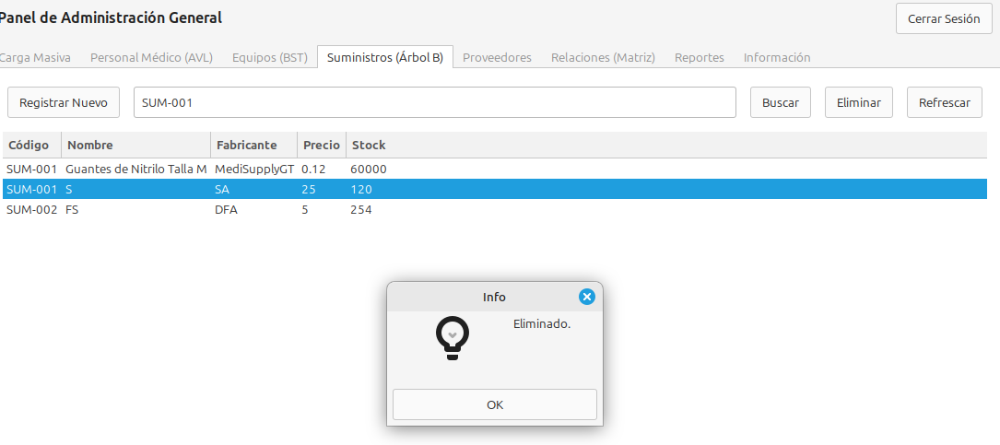 Panel de Administración General
Cerrar Sesión
Carga Masiva Personal Médico (AVL) Equipos (BST) Suministros (Árbol B) Proveedores Relaciones (Matriz) Reportes Información
Registrar Nuevo SUM-001 Buscar Eliminar Refrescar
Código Nombre Fabricante Precio Stock
SUM-001 Guantes de Nitrilo Talla M MediSupplyGT 0.12 60000
SUM-001 S SA 25 120
SUM-002 FS DFA 5 254
Info
Eliminado.
OK